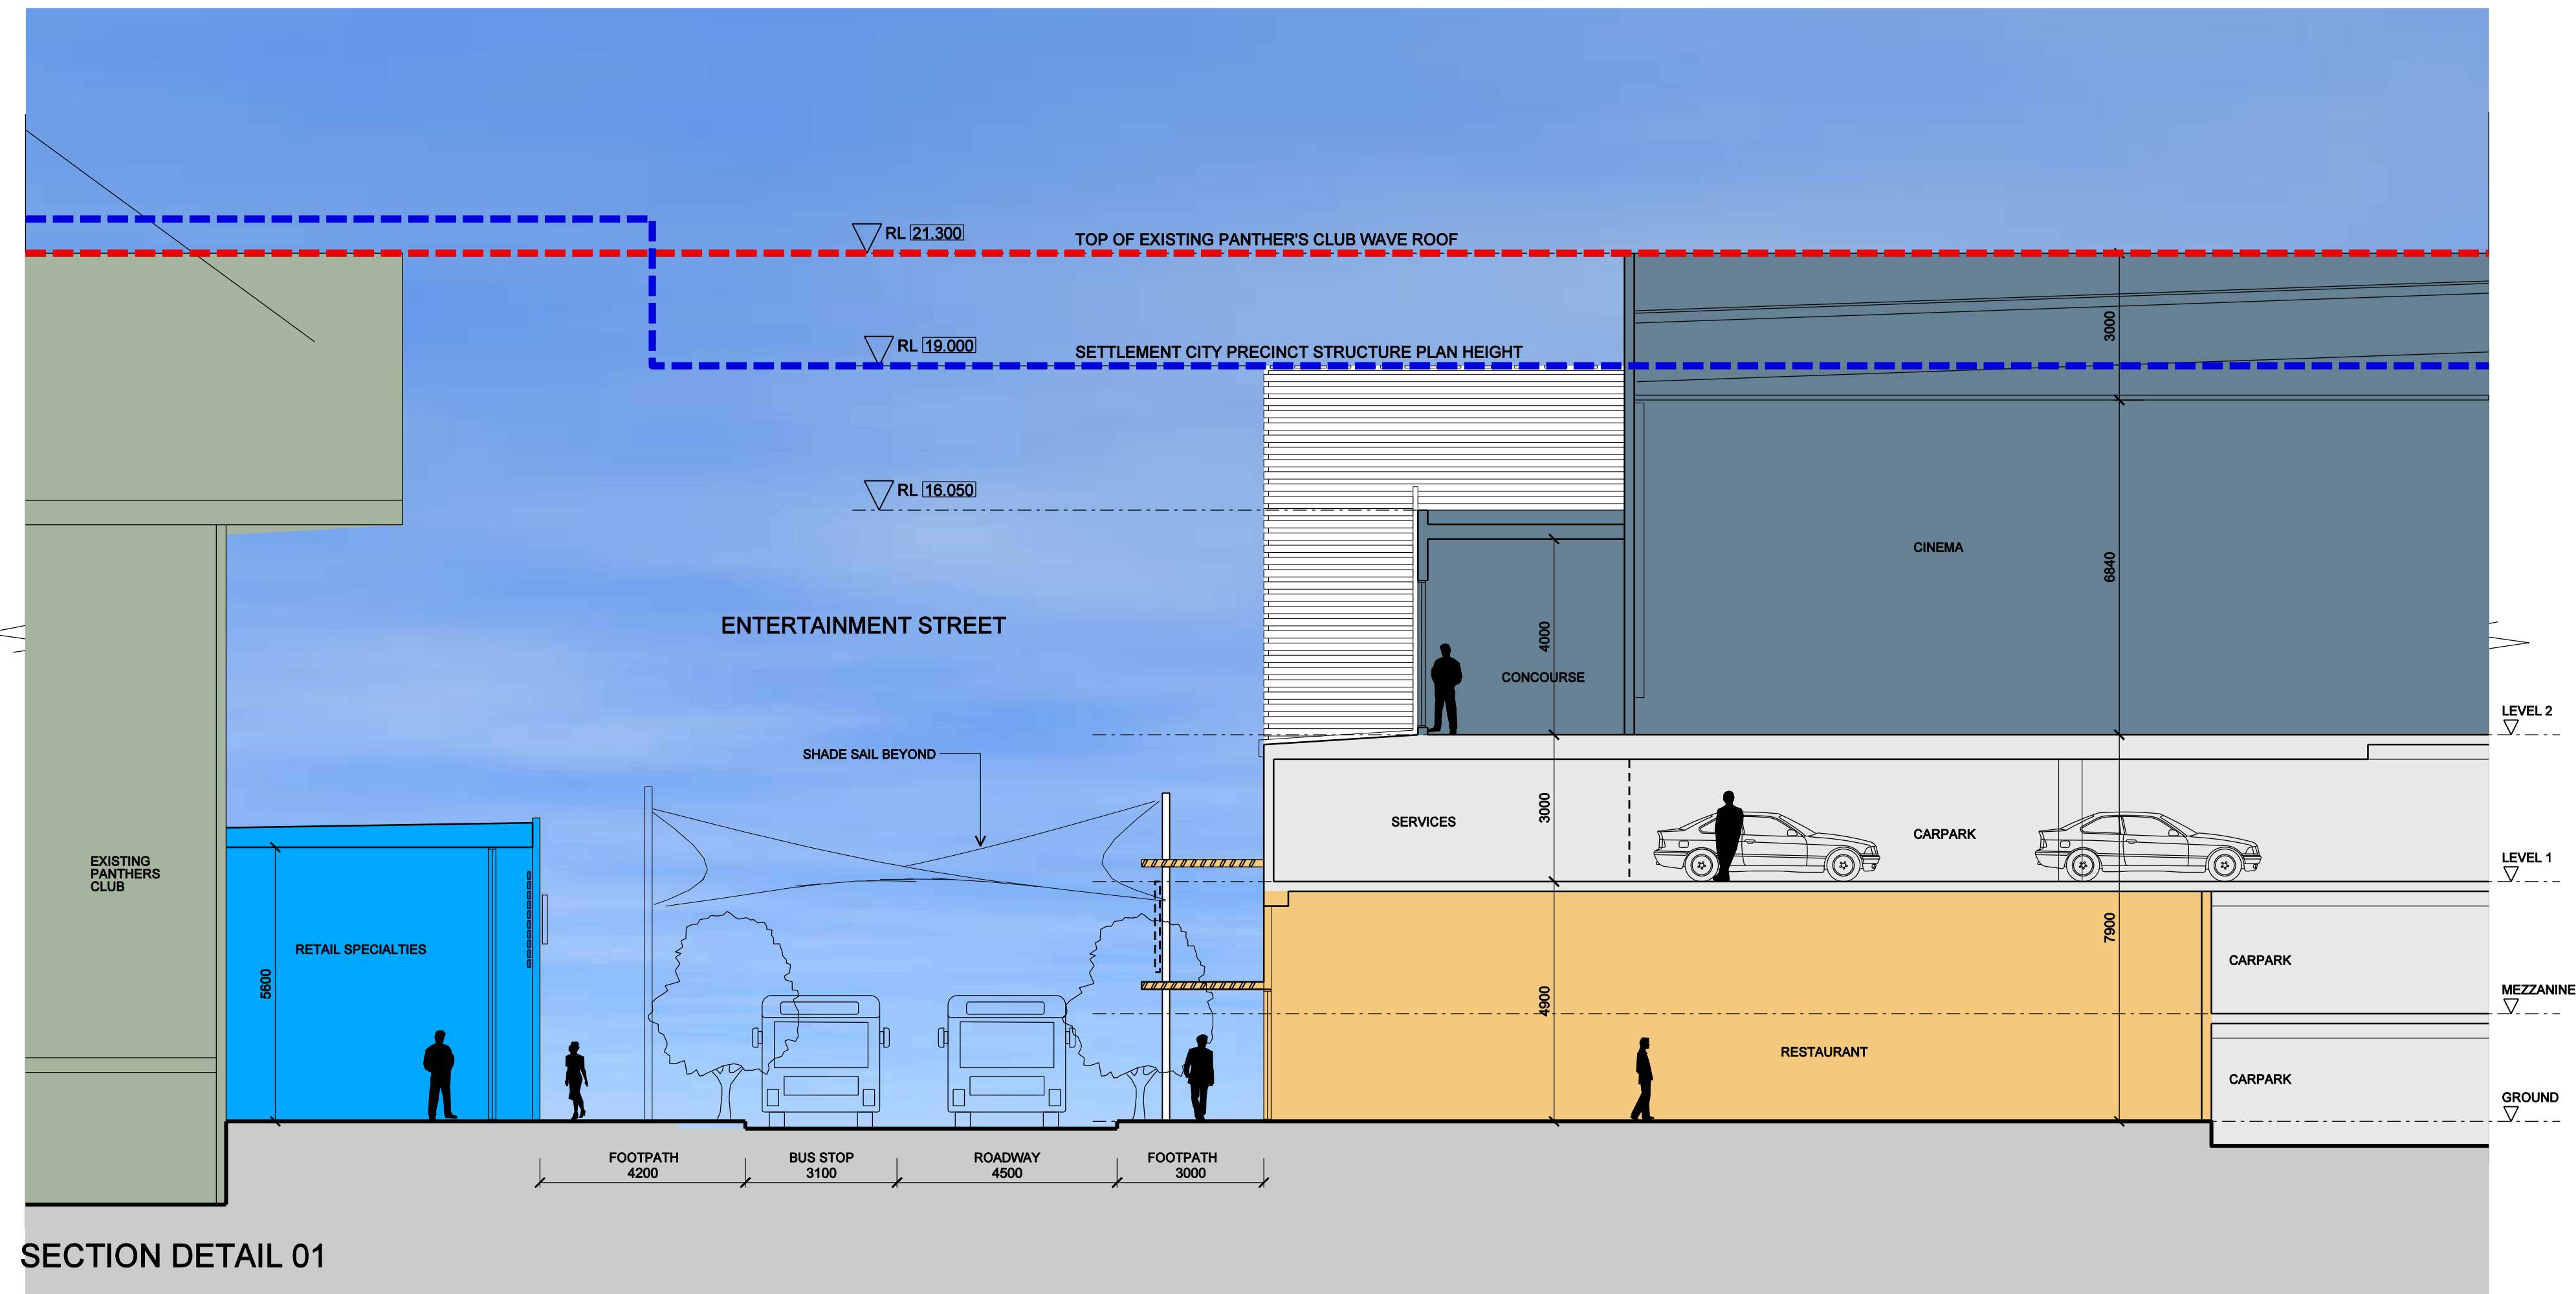 RL 21.300
TOP OF EXISTING PANTHER'S CLUB WAVE ROOF
RL 19.000
SETTLEMENT CITY PRECINCT STRUCTURE PLAN HEIGHT
3000
RL 16.050
CINEMA
6840
ENTERTAINMENT STREET
4000
CONCOURSE
LEVEL 2
SHADE SAIL BEYOND
SERVICES
3000
CARPARK
LEVEL 1
EXISTING
PANTHERS
CLUB
RETAIL SPECIALTIES
5600
7900
CARPARK
4900
MEZZANINE
RESTAURANT
CARPARK
GROUND
FOOTPATH
4200
BUS STOP
3100
ROADWAY
4500
FOOTPATH
3000
SECTION DETAIL 01